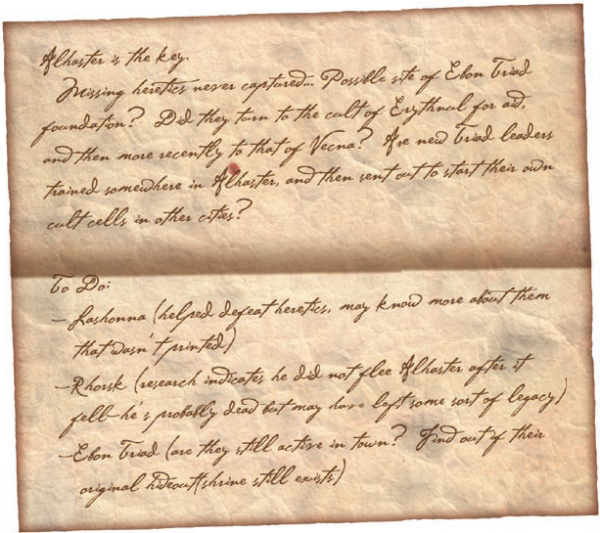 Alhaster is the key.
Missing heretics never captured... Possible site of Ebon Triad
foundation? Did they turn to the cult of Erythnul for aid,
and then more recently to that of Vecna? Are new Triad leaders
trained somewhere in Alhaster, and then sent out to start their own
cult cells in other cities?
To Do:
– Lashonna (helped defeat heretics, may know more about them
that wasn't printed)
– Rhorsk (research indicates he did not flee Alhaster after it
fell–he's probably dead but may have left some sort of legacy)
– Ebon Triad (are they still active in town? Find out if their
original hideout/shrine still exists)